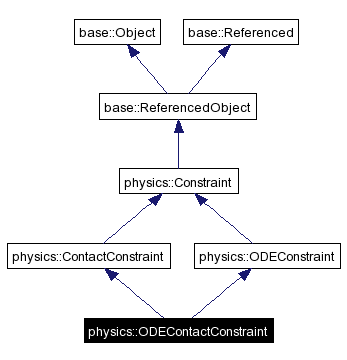 base::Object
base::Referenced
base::ReferencedObject
physics::Constraint
physics::ContactConstraint
physics::ODEConstraint
physics::ODEContactConstraint